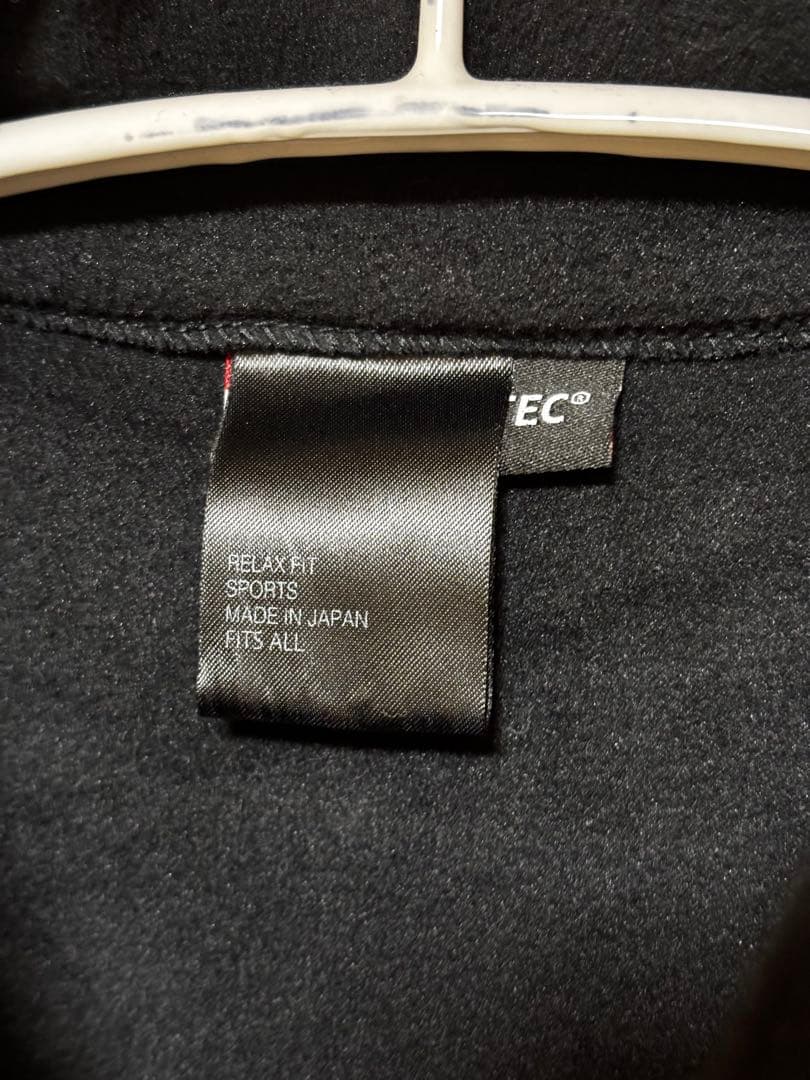 TEC®
RELAX FIT
SPORTS
MADE IN JAPAN
FITS ALL